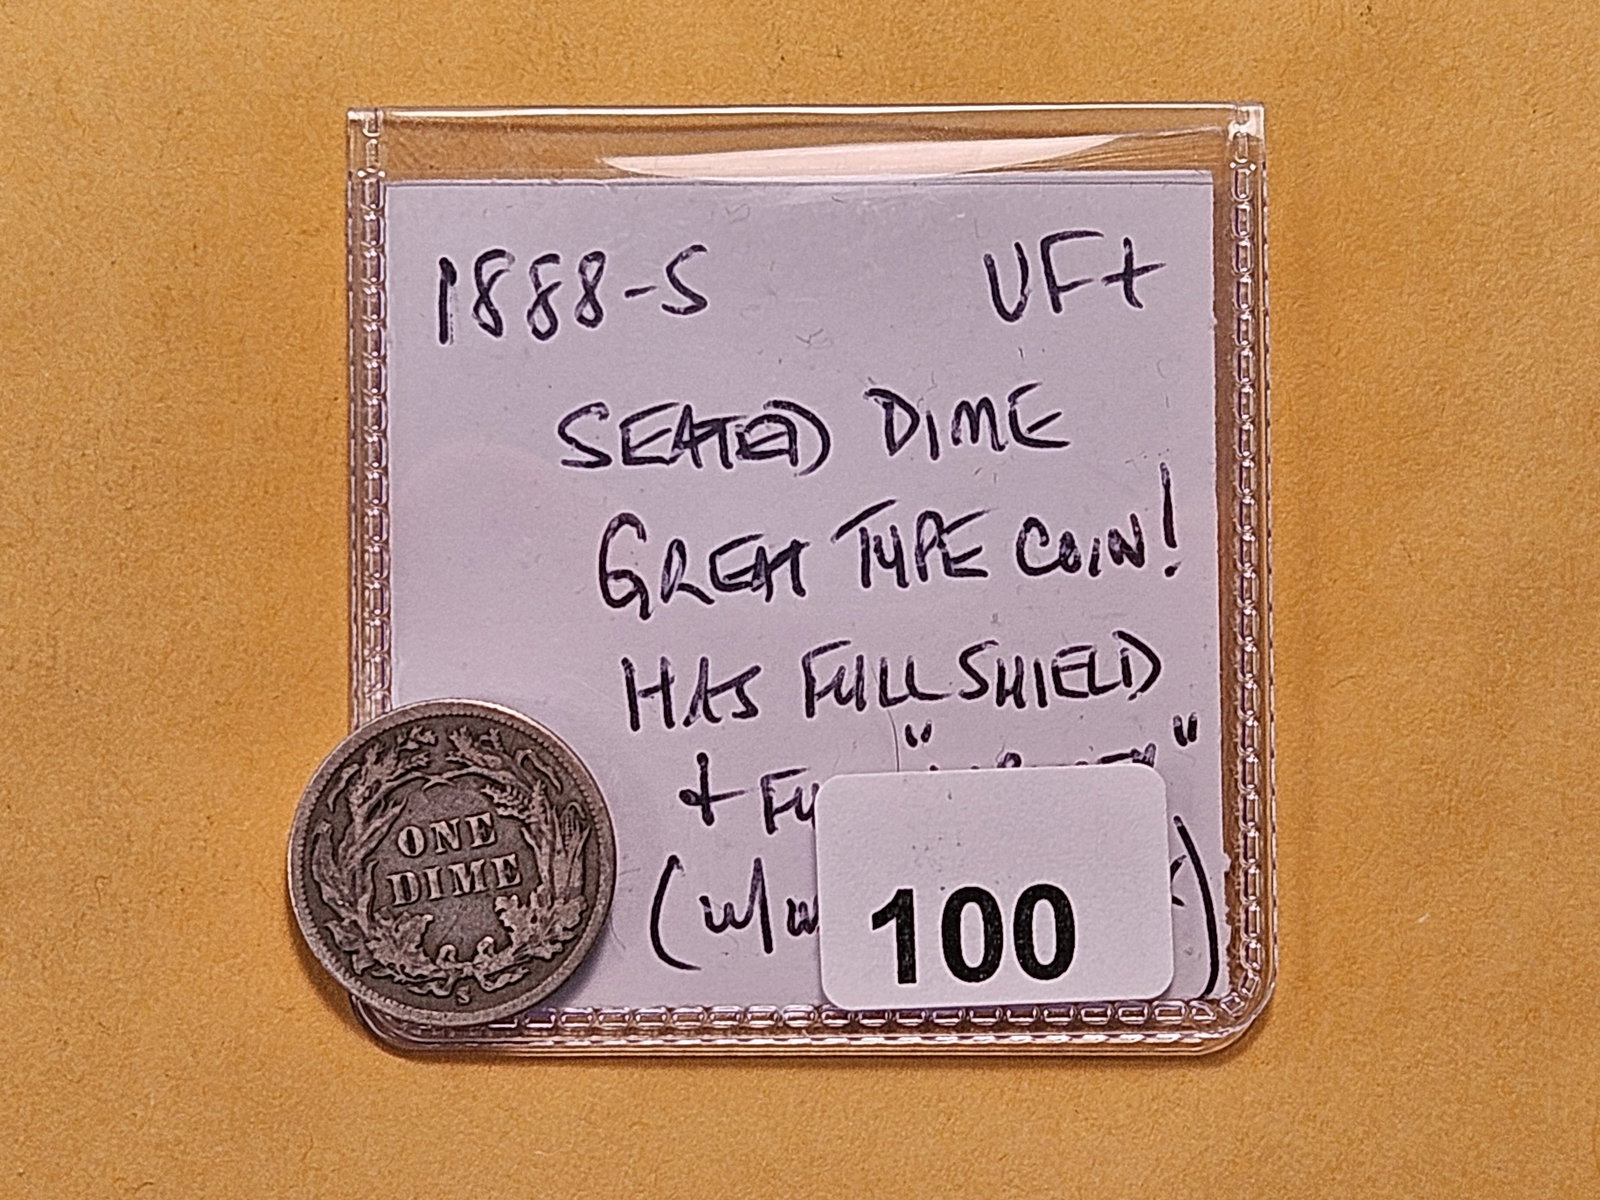 1888-S VF+
SEATED DIME
GREAT TYPE COIN!
HAS FULL SHIELD
+
(w/
100
ONE
DIME
S